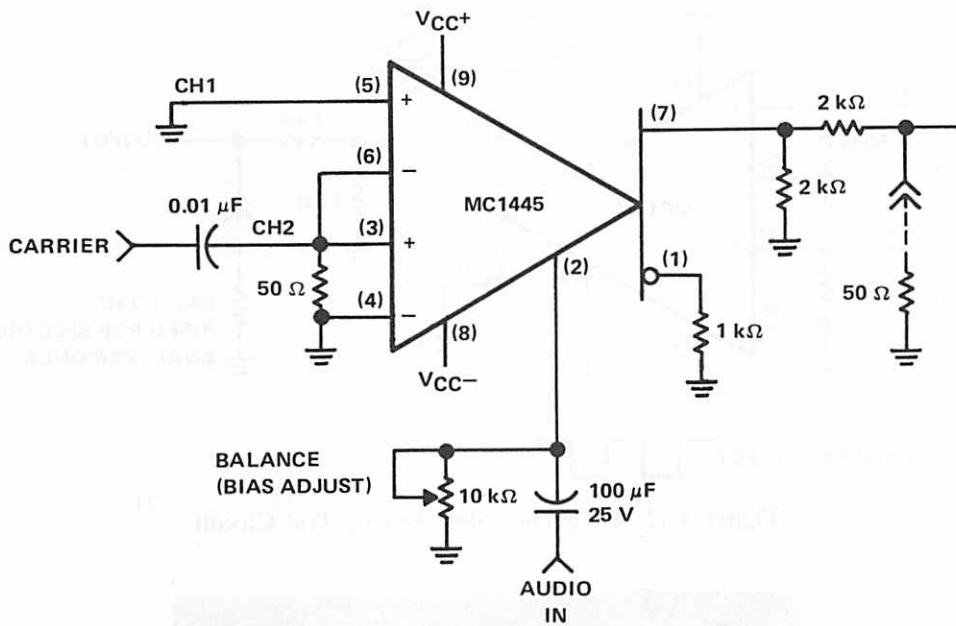 VCC+
CH1
(5)
(9)
+
(7)
2 kΩ
(6)
−
MC1445
2 kΩ
0.01 µF
CARRIER
CH2
(3)
+
(2)
(1)
50 Ω
(4)
−
(8)
50 Ω
1 kΩ
VCC−
BALANCE
(BIAS ADJUST)
10 kΩ
100 µF
25 V
AUDIO
IN